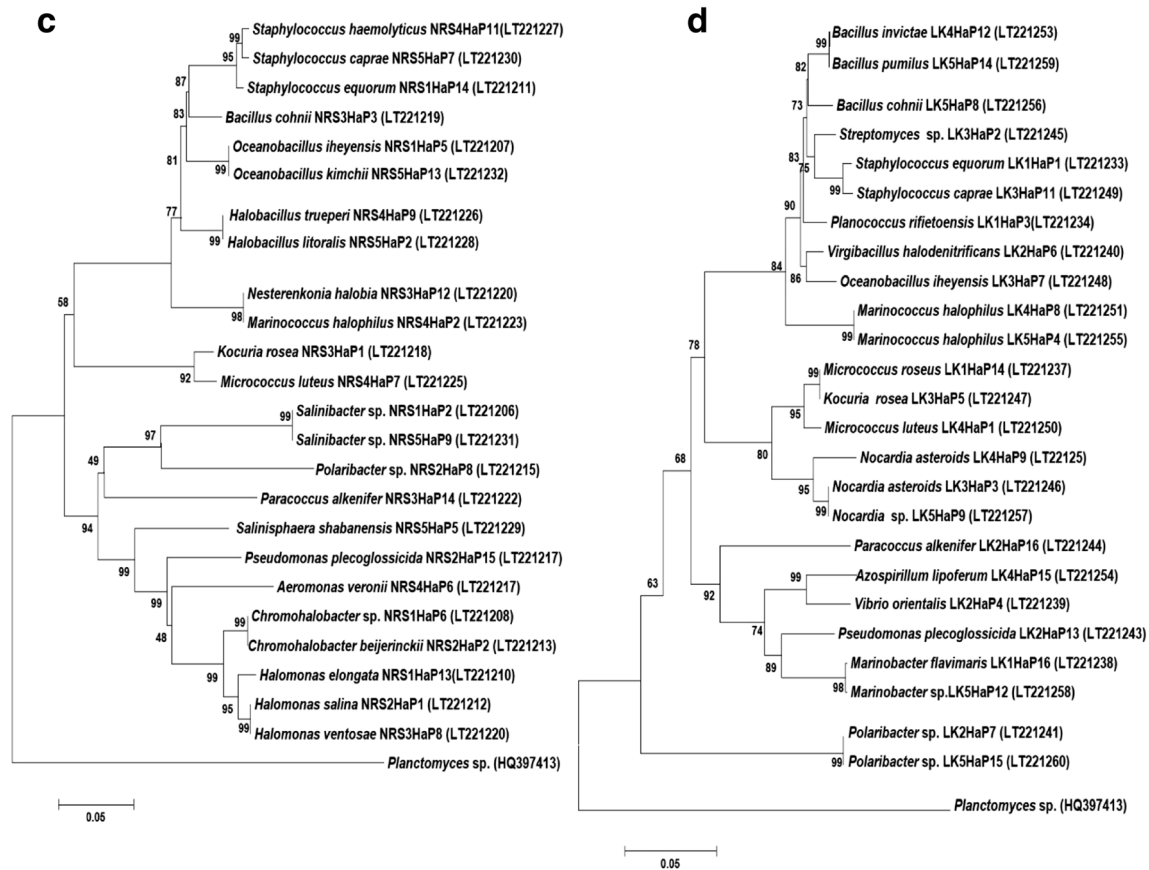 c
Staphylococcus haemolyticus NRS4HaP11(LT221227)
99
Staphylococcus caprae NRS5HaP7 (LT221230)
95
Staphylococcus equorum NRS1HaP14 (LT221211)
87
Bacillus cohnii NRS3HaP3 (LT221219)
83
Oceanobacillus iheyensis NRS1HaP5 (LT221207)
81
99
Oceanobacillus kimchii NRS5HaP13 (LT221232)
77
Halobacillus trueperi NRS4HaP9 (LT221226)
99
Halobacillus litoralis NRS5HaP2 (LT221228)
58
Nesterenkonia halobia NRS3HaP12 (LT221220)
98
Marinococcus halophilus NRS4HaP2 (LT221223)
Kocuria rosea NRS3HaP1 (LT221218)
92
Micrococcus luteus NRS4HaP7 (LT221225)
99
Salinibacter sp. NRS1HaP2 (LT221206)
97
Salinibacter sp. NRS5HaP9 (LT221231)
49
Polaribacter sp. NRS2HaP8 (LT221215)
Paracoccus alkenifer NRS3HaP14 (LT221222)
94
Salinisphaera shabanensis NRS5HaP5 (LT221229)
99
Pseudomonas plecoglossicida NRS2HaP15 (LT221217)
99
Aeromonas veronii NRS4HaP6 (LT221217)
48
Chromohalobacter sp. NRS1HaP6 (LT221208)
99
Chromohalobacter beijerinckii NRS2HaP2 (LT221213)
99
Halomonas elongata NRS1HaP13(LT221210)
95
Halomonas salina NRS2HaP1 (LT221212)
99
Halomonas ventosae NRS3HaP8 (LT221220)
Planctomyces sp. (HQ397413)
0.05
d
Bacillus invictae LK4HaP12 (LT221253)
99
Bacillus pumilus LK5HaP14 (LT221259)
82
Bacillus cohnii LK5HaP8 (LT221256)
73
Streptomyces sp. LK3HaP2 (LT221245)
83
75
Staphylococcus equorum LK1HaP1 (LT221233)
99
Staphylococcus caprae LK3HaP11 (LT221249)
90
Planococcus rifietoensis LK1HaP3(LT221234)
Virgibacillus halodenitrificans LK2HaP6 (LT221240)
84
86
Oceanobacillus iheyensis LK3HaP7 (LT221248)
Marinococcus halophilus LK4HaP8 (LT221251)
99
Marinococcus halophilus LK5HaP4 (LT221255)
78
Micrococcus roseus LK1HaP14 (LT221237)
99
Kocuria rosea LK3HaP5 (LT221247)
95
Micrococcus luteus LK4HaP1 (LT221250)
80
68
Nocardia asteroids LK4HaP9 (LT22125)
95
Nocardia asteroids LK3HaP3 (LT221246)
99
Nocardia sp. LK5HaP9 (LT221257)
Paracoccus alkenifer LK2HaP16 (LT221244)
63
92
99
Azospirillum lipoferum LK4HaP15 (LT221254)
Vibrio orientalis LK2HaP4 (LT221239)
74
Pseudomonas plecoglossicida LK2HaP13 (LT221243)
89
Marinobacter flavimaris LK1HaP16 (LT221238)
98
Marinobacter sp.LK5HaP12 (LT221258)
Polaribacter sp. LK2HaP7 (LT221241)
99
Polaribacter sp. LK5HaP15 (LT221260)
Planctomyces sp. (HQ397413)
0.05